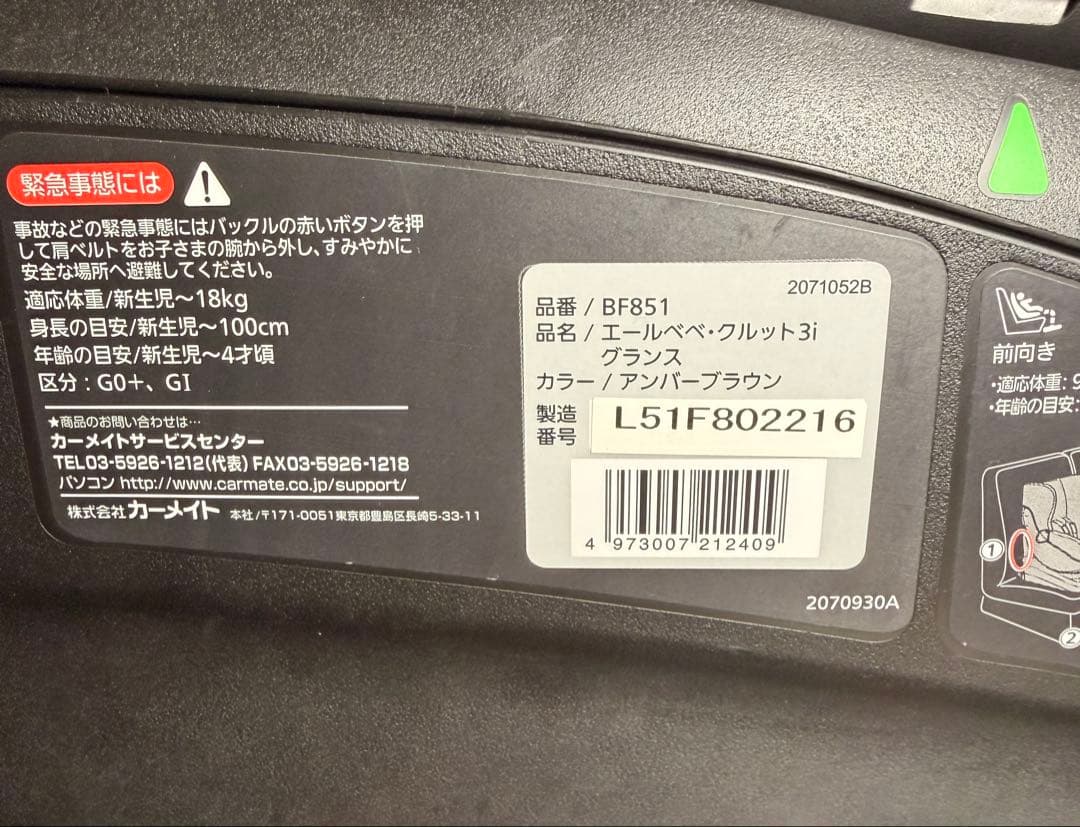 緊急事態には
事故などの緊急事態にはバックルの赤いボタンを押
して肩ベルトをお子さまの腕から外し、すみやかに
安全な場所へ避難してください。
適応体重/新生児～18kg
身長の目安/新生児～100cm
年齢の目安/新生児～4才頃
区分：G0＋、GI
★商品のお問い合わせは…
カーメイトサービスセンター
TEL03-5926-1212(代表) FAX03-5926-1218
パソコン http://www.carmate.co.jp/support/
株式会社カーメイト 本社/〒171-0051東京都豊島区長崎5-33-11
2071052B
品番 / BF851
品名 / エールベベ・クルット3i
グランス
カラー / アンバーブラウン
製造
番号
L51F802216
4 973007 212409
2070930A
前向き
・適応体重: 9
・年齢の目安:
1
2